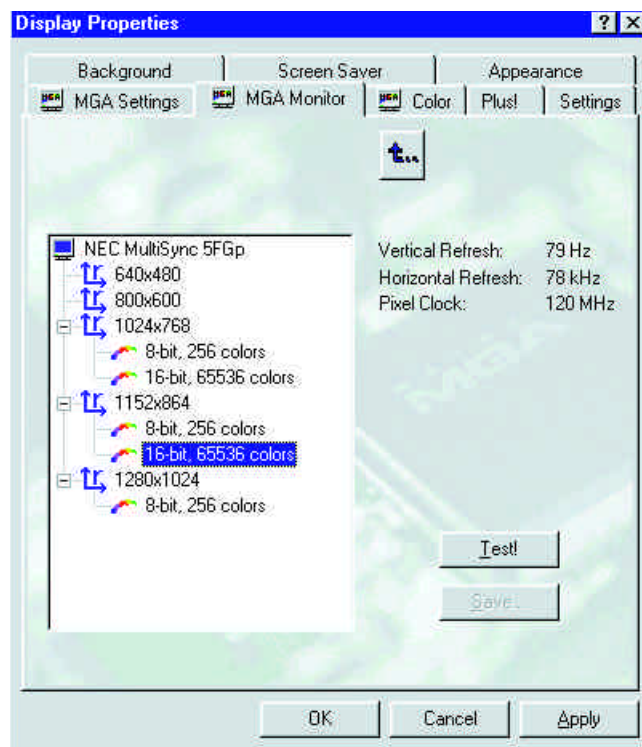 Display Properties
Background Screen Saver Appearance
MGA Settings MGA Monitor Color Plus! Settings
t...
NEC MultiSync 5FGp
640x480
800x600
1024x768
8-bit, 256 colors
16-bit, 65536 colors
1152x864
8-bit, 256 colors
16-bit, 65536 colors
1280x1024
8-bit, 256 colors
Vertical Refresh: 79 Hz
Horizontal Refresh: 78 kHz
Pixel Clock: 120 MHz
MGA
Test!
Save..
OK Cancel Apply